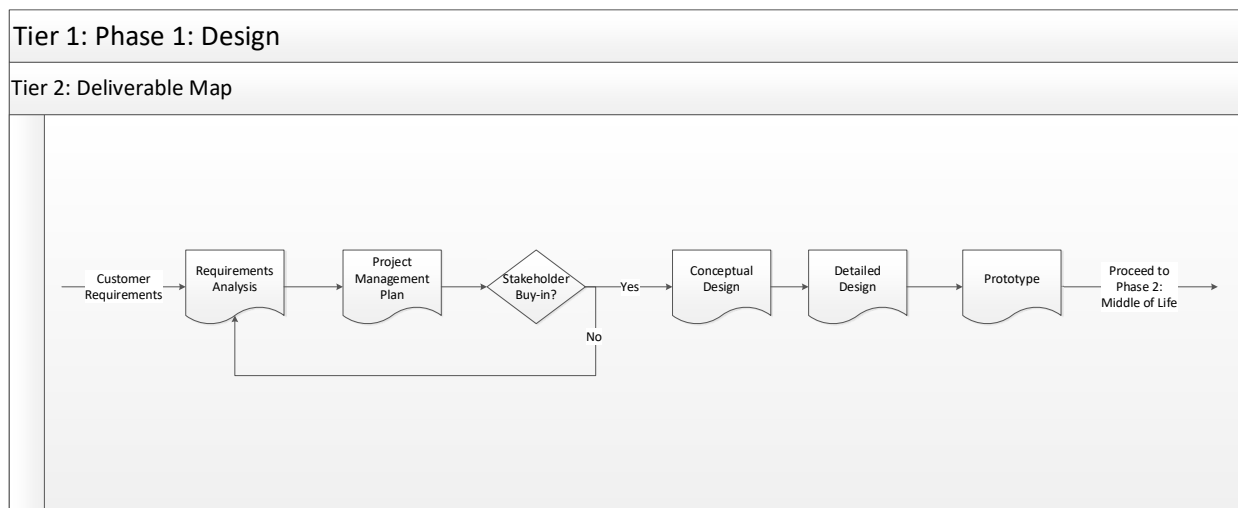 Tier 1: Phase 1: Design
Tier 2: Deliverable Map
Customer
Requirements
Requirements
Analysis
Project
Management
Plan
Stakeholder
Buy-in?
Yes
No
Conceptual
Design
Detailed
Design
Prototype
Proceed to
Phase 2:
Middle of Life